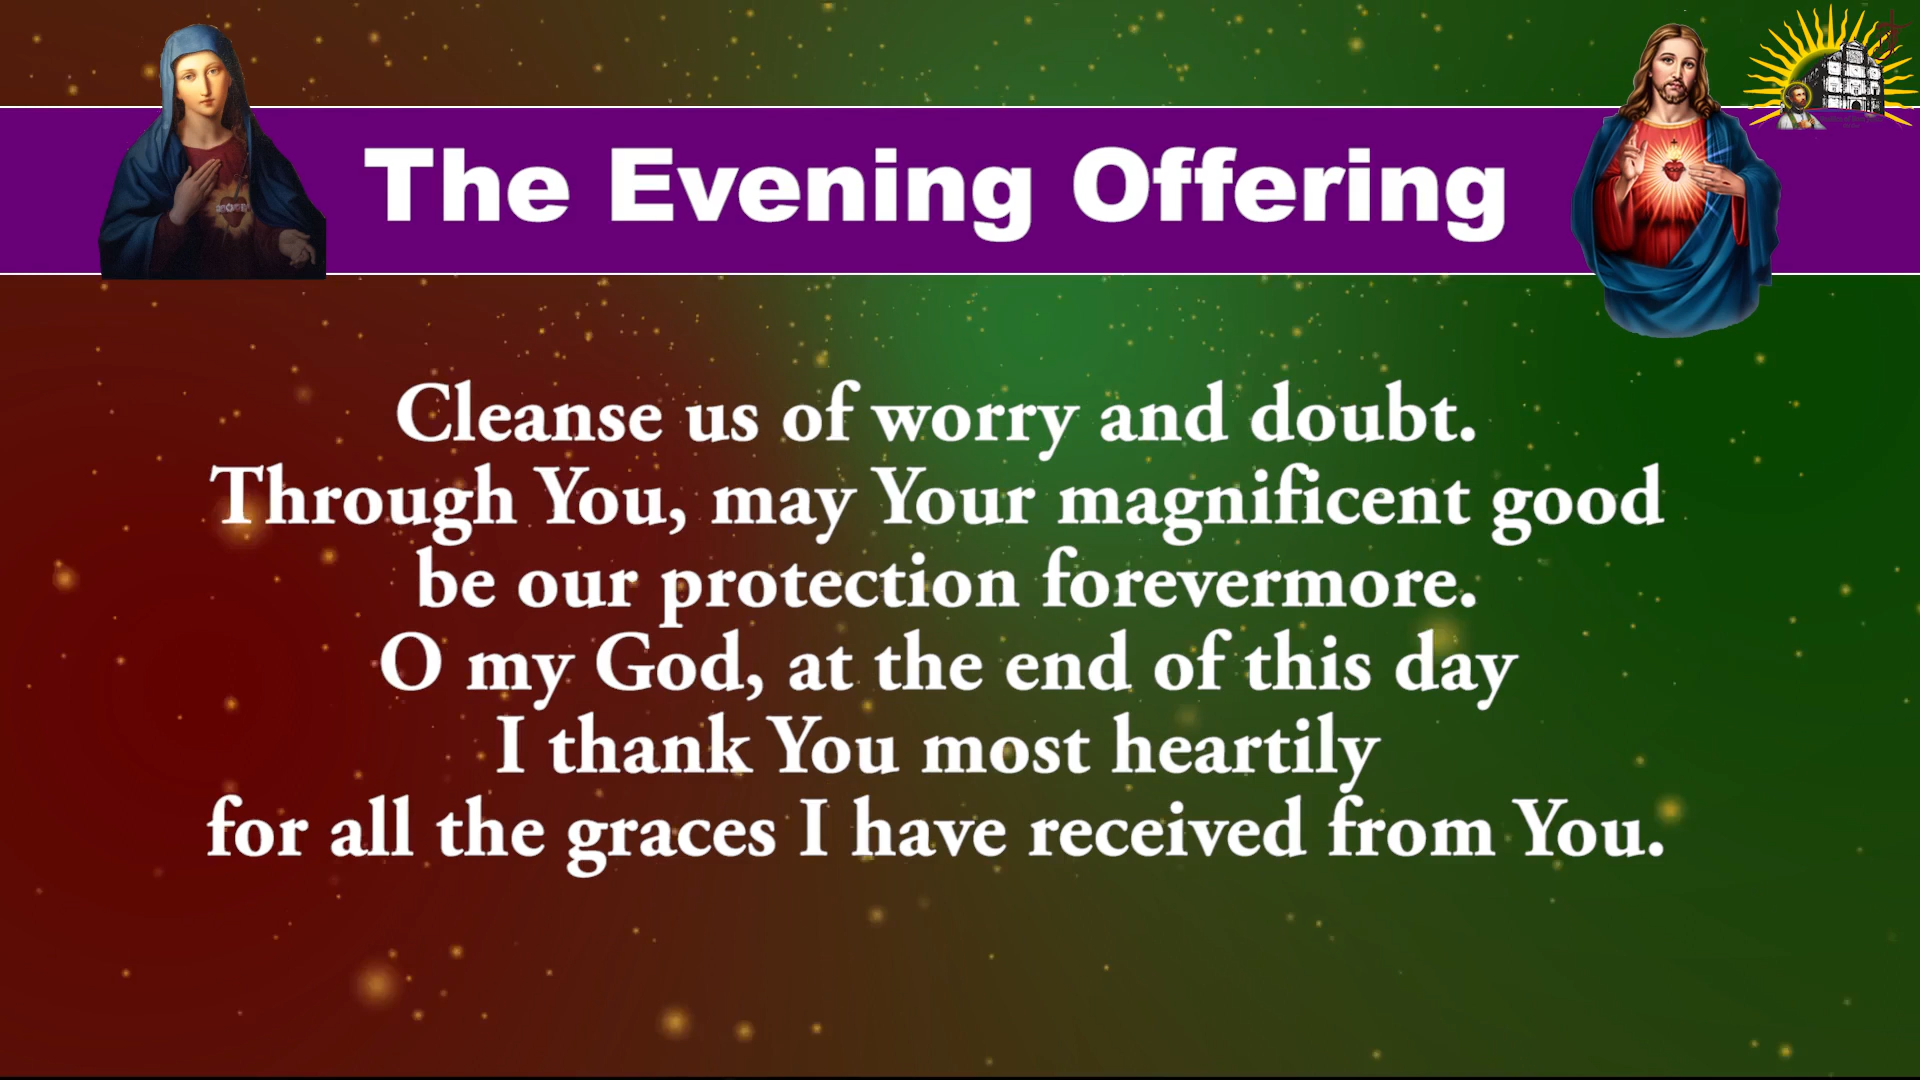 The Evening Offering
Cleanse us of worry and doubt.
Through You, may Your magnificent good
be our protection forevermore.
O my God, at the end of this day
I thank You most heartily
for all the graces I have received from You.